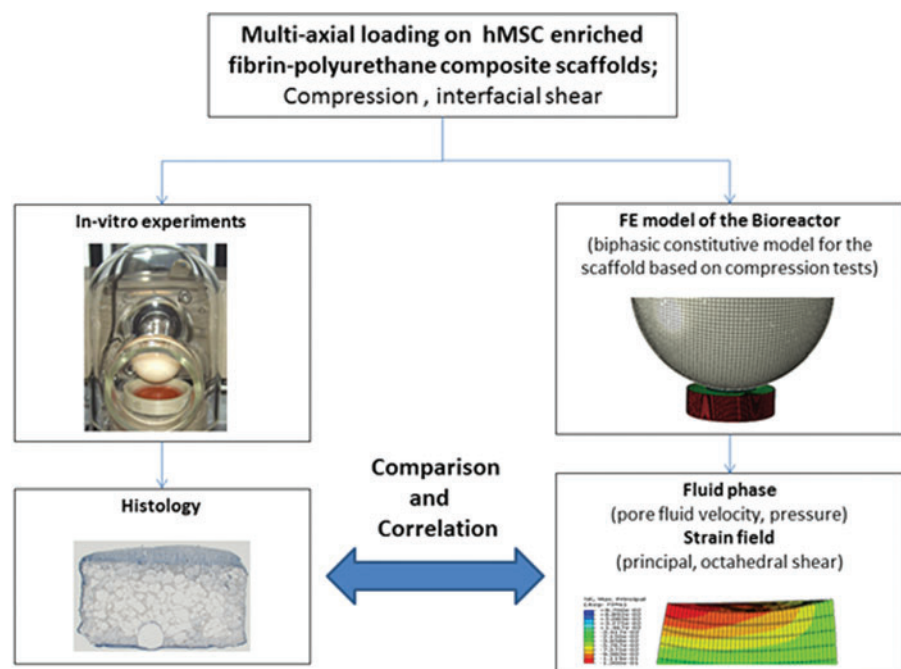 Multi-axial loading on hMSC enriched
fibrin-polyurethane composite scaffolds;
Compression , interfacial shear
In-vitro experiments
FE model of the Bioreactor
(biphasic constitutive model for the
scaffold based on compression tests)
Comparison
and
Correlation
Histology
Fluid phase
(pore fluid velocity, pressure)
Strain field
(principal, octahedral shear)